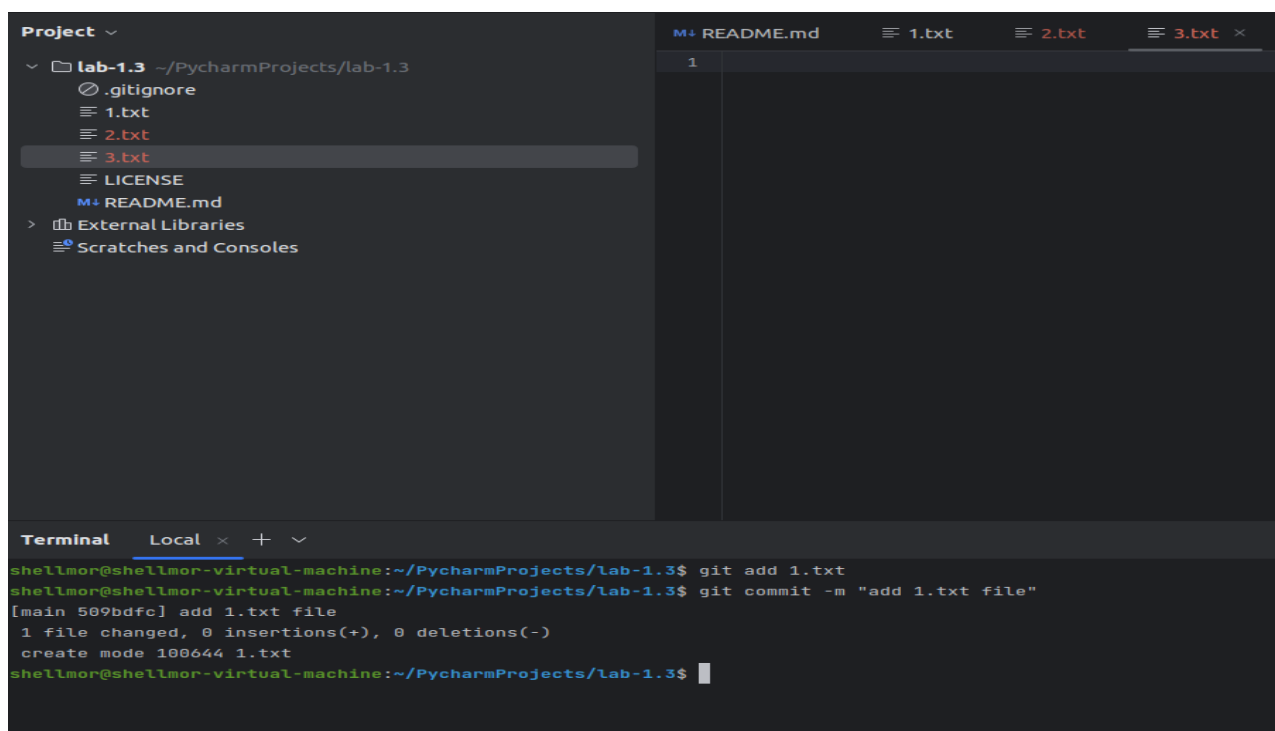 Project
lab-1.3 ~/PycharmProjects/lab-1.3
.gitignore
1.txt
2.txt
3.txt
LICENSE
M↓ README.md
External Libraries
Scratches and Consoles
M↓ README.md 1.txt 2.txt 3.txt ×
1
Terminal Local × +
shellmor@shellmor-virtual-machine:~/PycharmProjects/lab-1.3$ git add 1.txt
shellmor@shellmor-virtual-machine:~/PycharmProjects/lab-1.3$ git commit -m "add 1.txt file"
[main 509bdfc] add 1.txt file
1 file changed, 0 insertions(+), 0 deletions(-)
create mode 100644 1.txt
shellmor@shellmor-virtual-machine:~/PycharmProjects/lab-1.3$